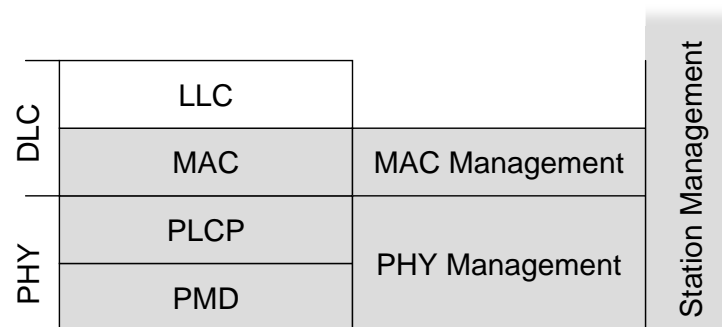 DLC
LLC
MAC
MAC Management
PHY
PLCP
PHY Management
PMD
Station Management